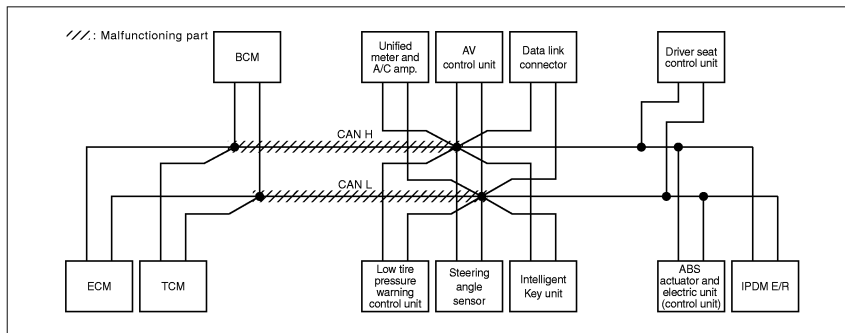 : Malfunctioning part
BCM
Unified
meter and
A/C amp.
AV
control unit
Data link
connector
Driver seat
control unit
CAN H
CAN L
ECM
TCM
Low tire
pressure
warning
control unit
Steering
angle
sensor
Intelligent
Key unit
ABS
actuator and
electric unit
(control unit)
IPDM E/R